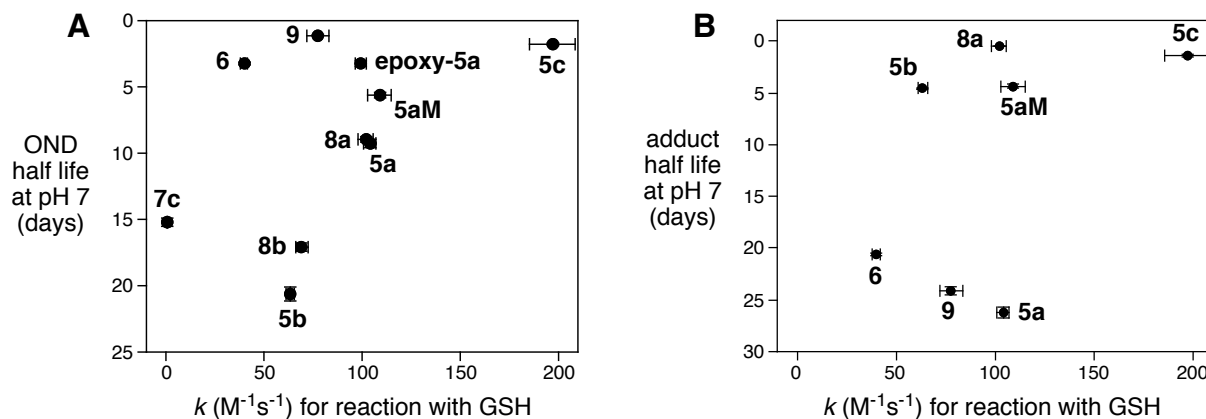 A
0
5
10
15
20
25
OND
half life
at pH 7
(days)
9
6
epoxy-5a
5c
5aM
8a
5a
7c
8b
5b
0 50 100 150 200
k (M⁻¹s⁻¹) for reaction with GSH
B
0
5
10
15
20
25
30
adduct
half life
at pH 7
(days)
8a
5c
5b
5aM
6
9
5a
0 50 100 150 200
k (M⁻¹s⁻¹) for reaction with GSH